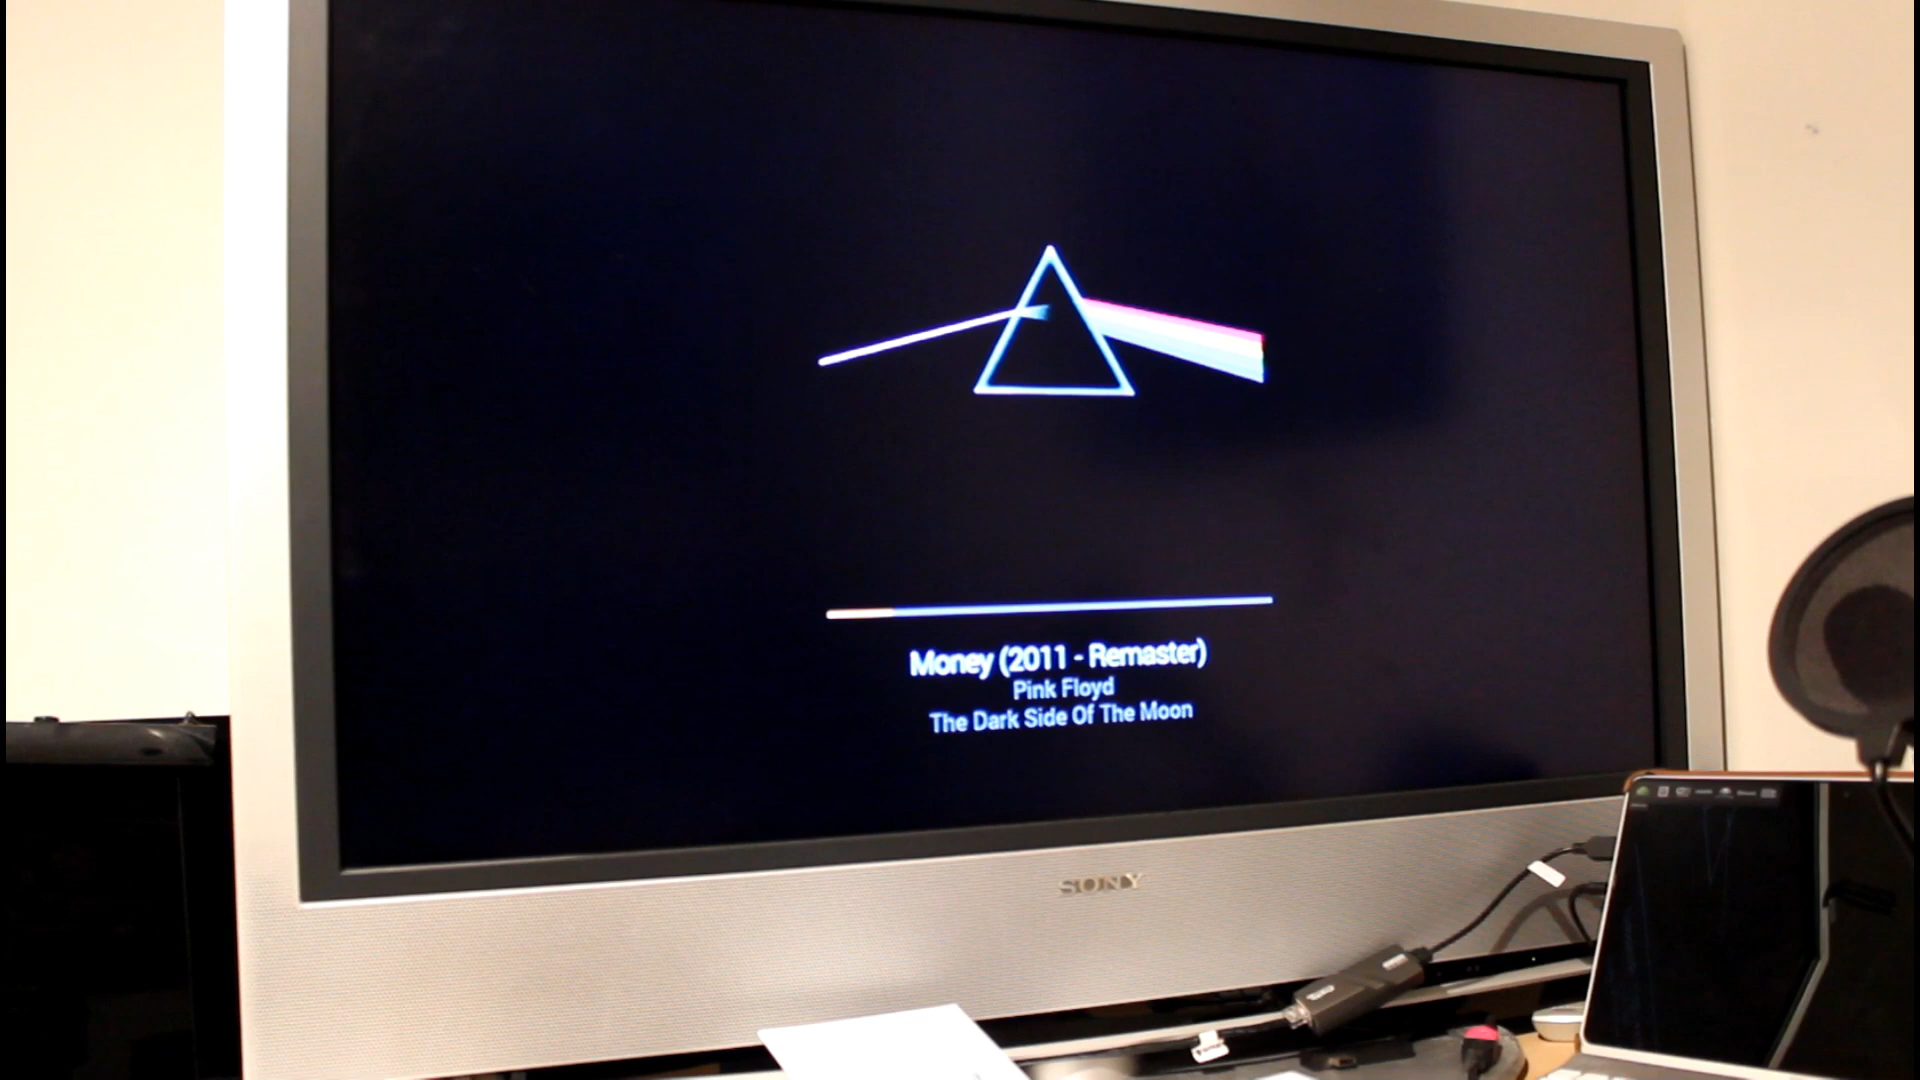 Money (2011 - Remaster)
Pink Floyd
The Dark Side Of The Moon
SONY